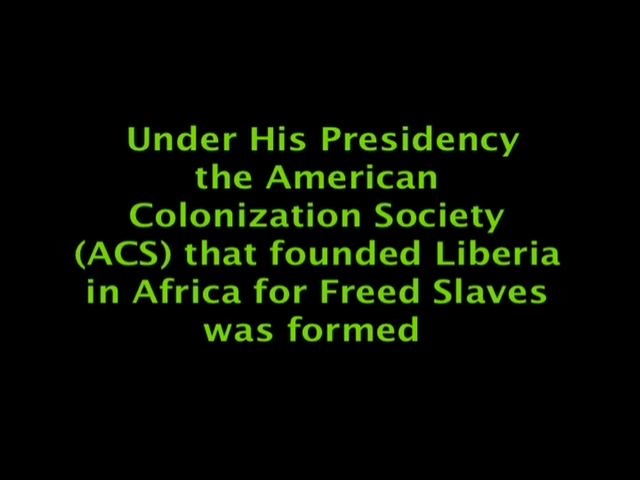 Under His Presidency
the American
Colonization Society
(ACS) that founded Liberia
in Africa for Freed Slaves
was formed